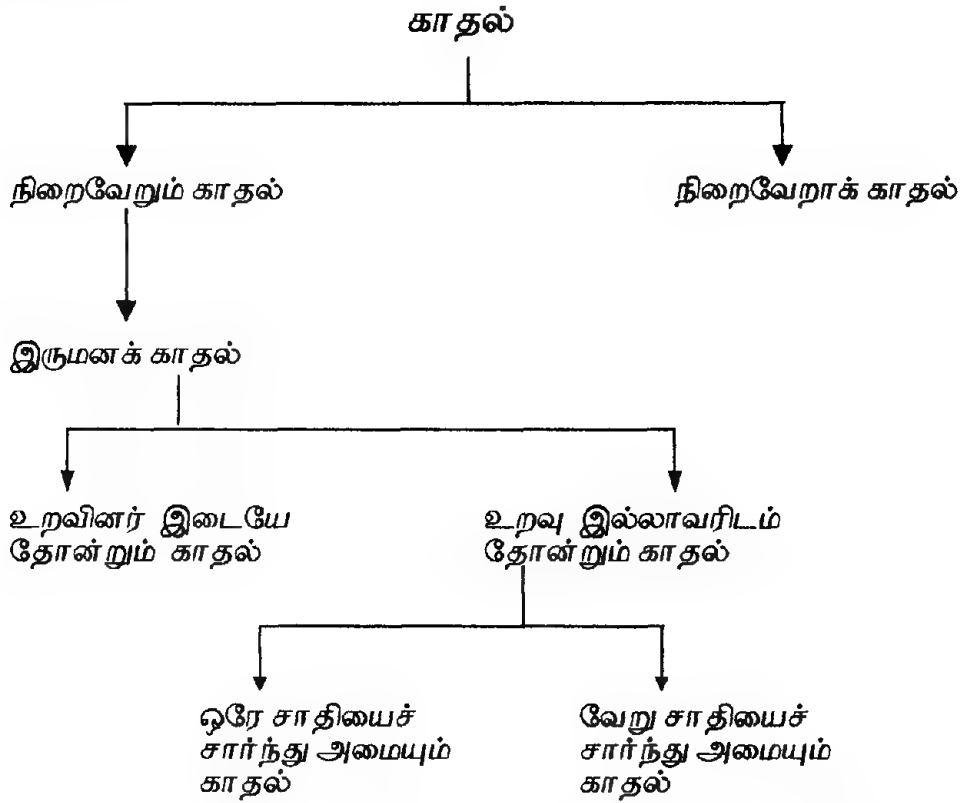 காதல்
நிறைவேறும் காதல்
நிறைவேறாக் காதல்
இருமனக் காதல்
உறவினர் இடையே
தோன்றும் காதல்
உறவு இல்லாவரிடம்
தோன்றும் காதல்
ஒரே சாதியைச்
சார்ந்து அமையும்
காதல்
வேறு சாதியைச்
சார்ந்து அமையும்
காதல்